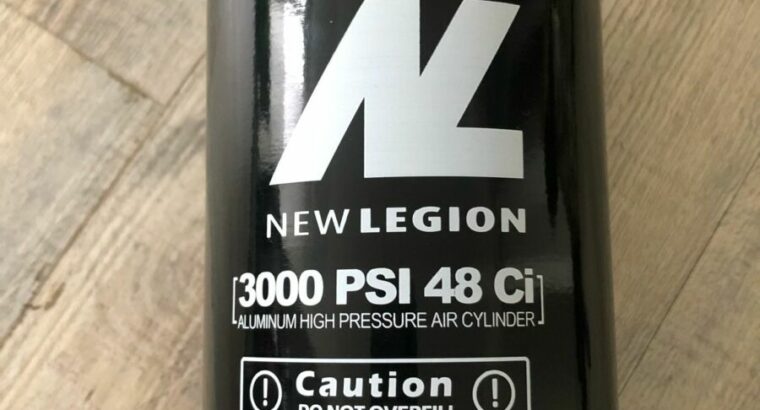 NL
NEW LEGION
[3000 PSI 48 Ci]
ALUMINUM HIGH PRESSURE AIR CYLINDER
! Caution !
DO NOT OVERFILL